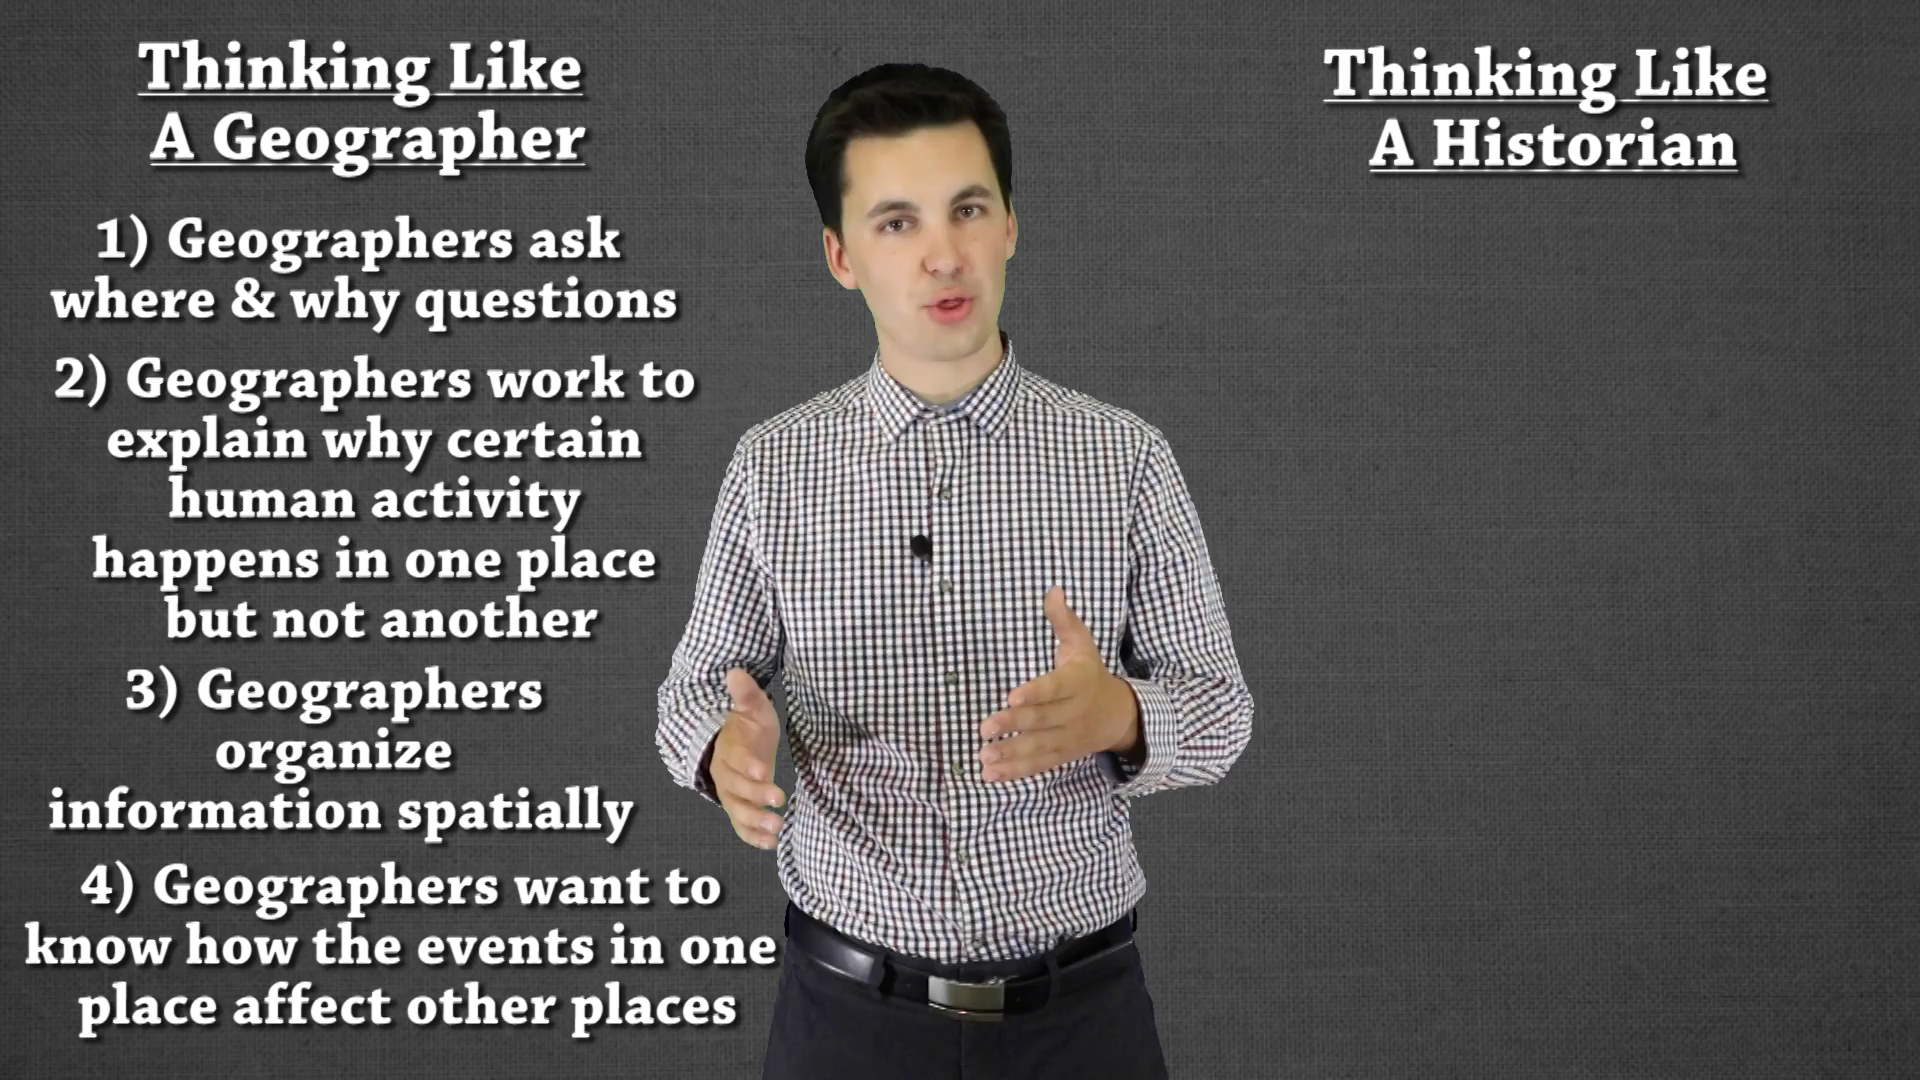 Thinking Like
A Geographer
1) Geographers ask
where & why questions
2) Geographers work to
explain why certain
human activity
happens in one place
but not another
3) Geographers
organize
information spatially
4) Geographers want to
know how the events in one
place affect other places
Thinking Like
A Historian